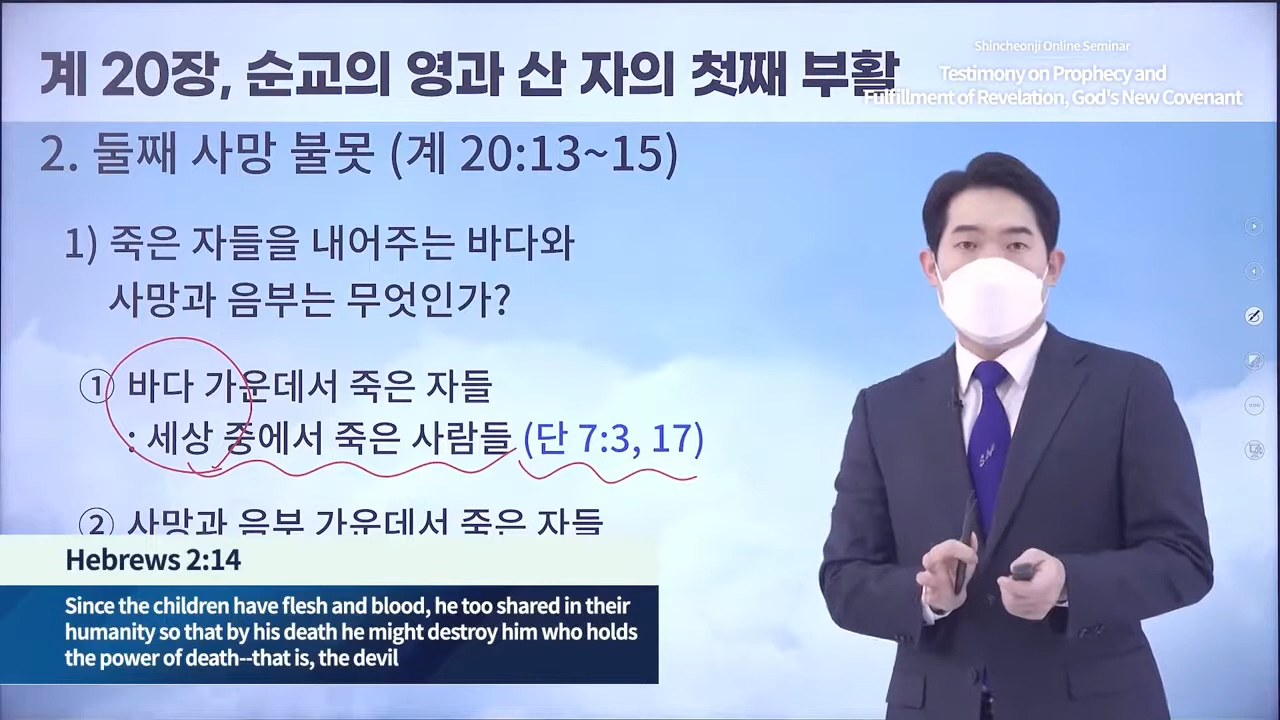 계 20장, 순교의 영과 산 자의 첫째 부활
Shincheonji Online Seminar
Testimony on Prophecy and
Fulfillment of Revelation, God's New Covenant
2. 둘째 사망 불못 (계 20:13~15)
1) 죽은 자들을 내어주는 바다와
사망과 음부는 무엇인가?
① 바다 가운데서 죽은 자들
: 세상 중에서 죽은 사람들 (단 7:3, 17)
② 사망과 음부 가운데서 죽은 자들
Hebrews 2:14
Since the children have flesh and blood, he too shared in their
humanity so that by his death he might destroy him who holds
the power of death--that is, the devil